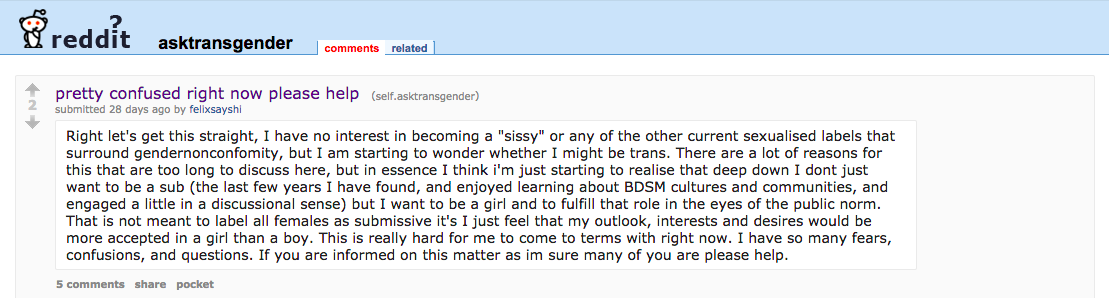 ?
reddit asktransgender comments related
pretty confused right now please help (self.asktransgender)
2 submitted 28 days ago by felixsayshi
Right let's get this straight, I have no interest in becoming a "sissy" or any of the other current sexualised labels that
surround gendernonconfomity, but I am starting to wonder whether I might be trans. There are a lot of reasons for
this that are too long to discuss here, but in essence I think i'm just starting to realise that deep down I dont just
want to be a sub (the last few years I have found, and enjoyed learning about BDSM cultures and communities, and
engaged a little in a discussional sense) but I want to be a girl and to fulfill that role in the eyes of the public norm.
That is not meant to label all females as submissive it's I just feel that my outlook, interests and desires would be
more accepted in a girl than a boy. This is really hard for me to come to terms with right now. I have so many fears,
confusions, and questions. If you are informed on this matter as im sure many of you are please help.
5 comments share pocket